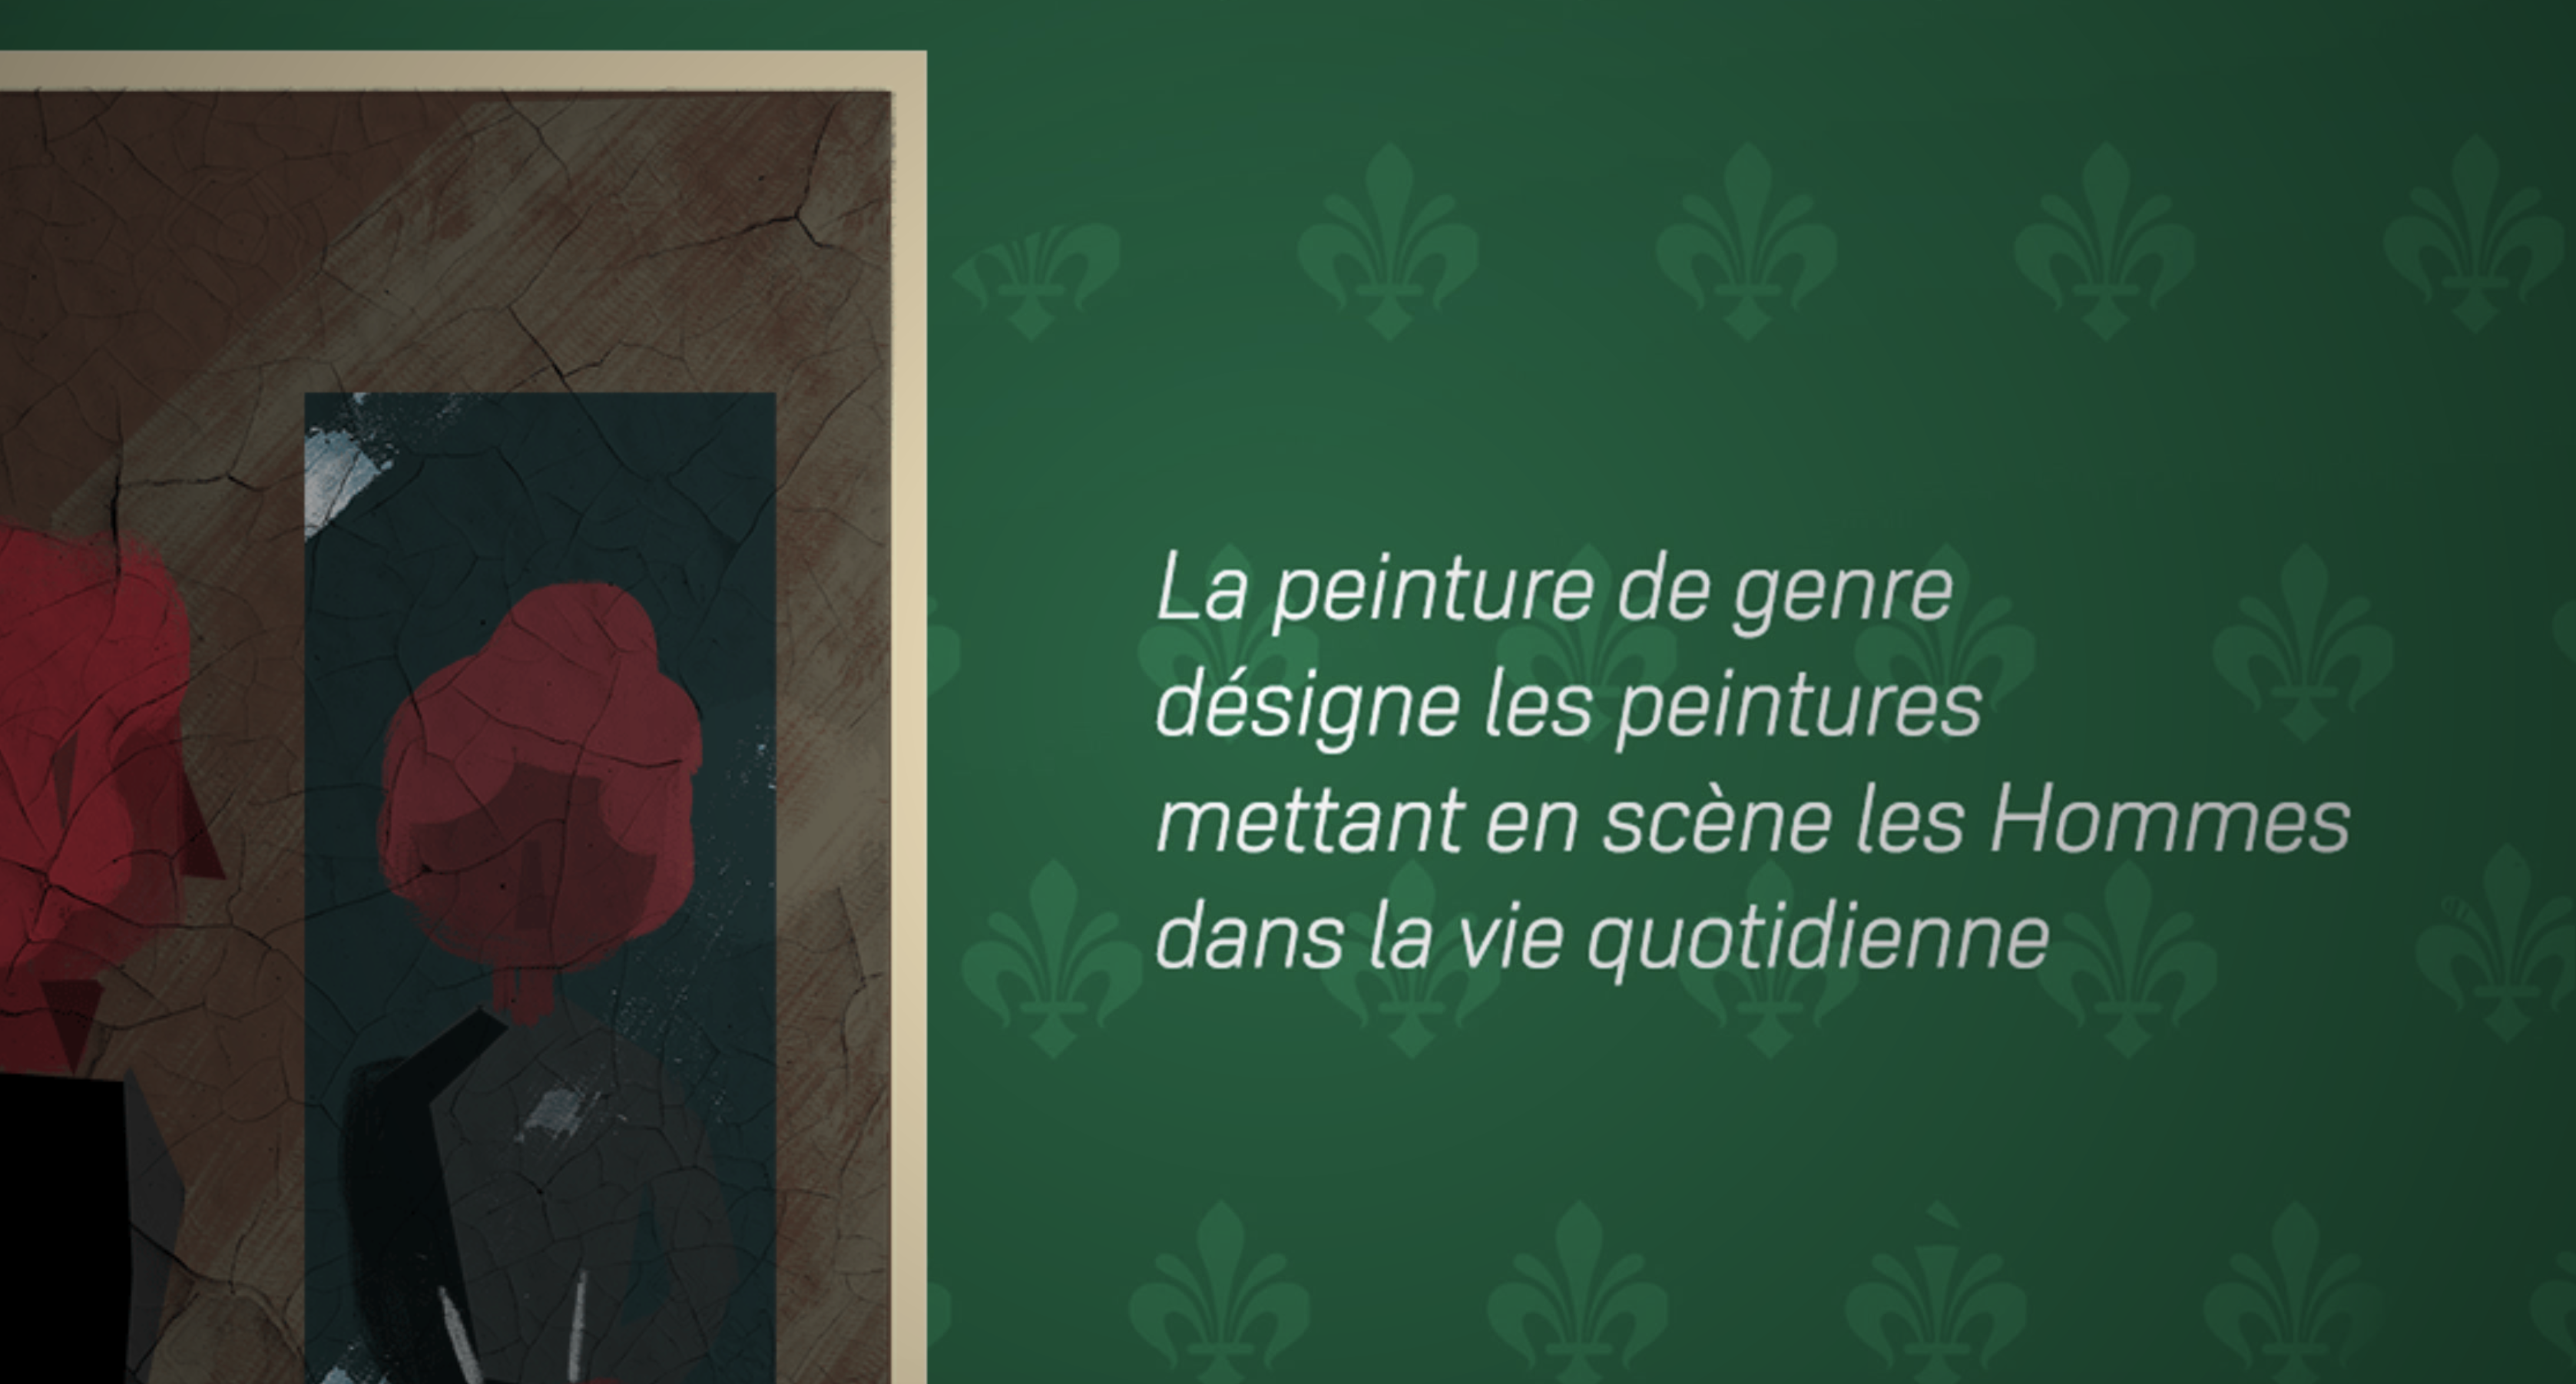 La peinture de genre
désigne les peintures
mettant en scène les Hommes
dans la vie quotidienne